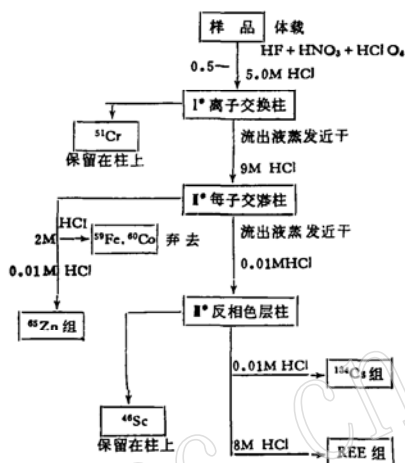 样 品 体载
HF + HNO₃ + HClO₄
0.5—
5.0M HCl
Ⅰ# 离子交换柱
⁵¹Cr
保留在柱上
流出液蒸发近干
9M HCl
Ⅱ# 每子交滲柱
HCl
2M
⁵⁹Fe, ⁶⁰Co 弃去
流出液蒸发近干
0.01M HCl
0.01MHCl
⁶⁵Zn 组
Ⅲ# 反相色层柱
0.01M HCl
¹³⁴Cs 组
⁴⁶Sc
保留在柱上
8M HCl
REE 组